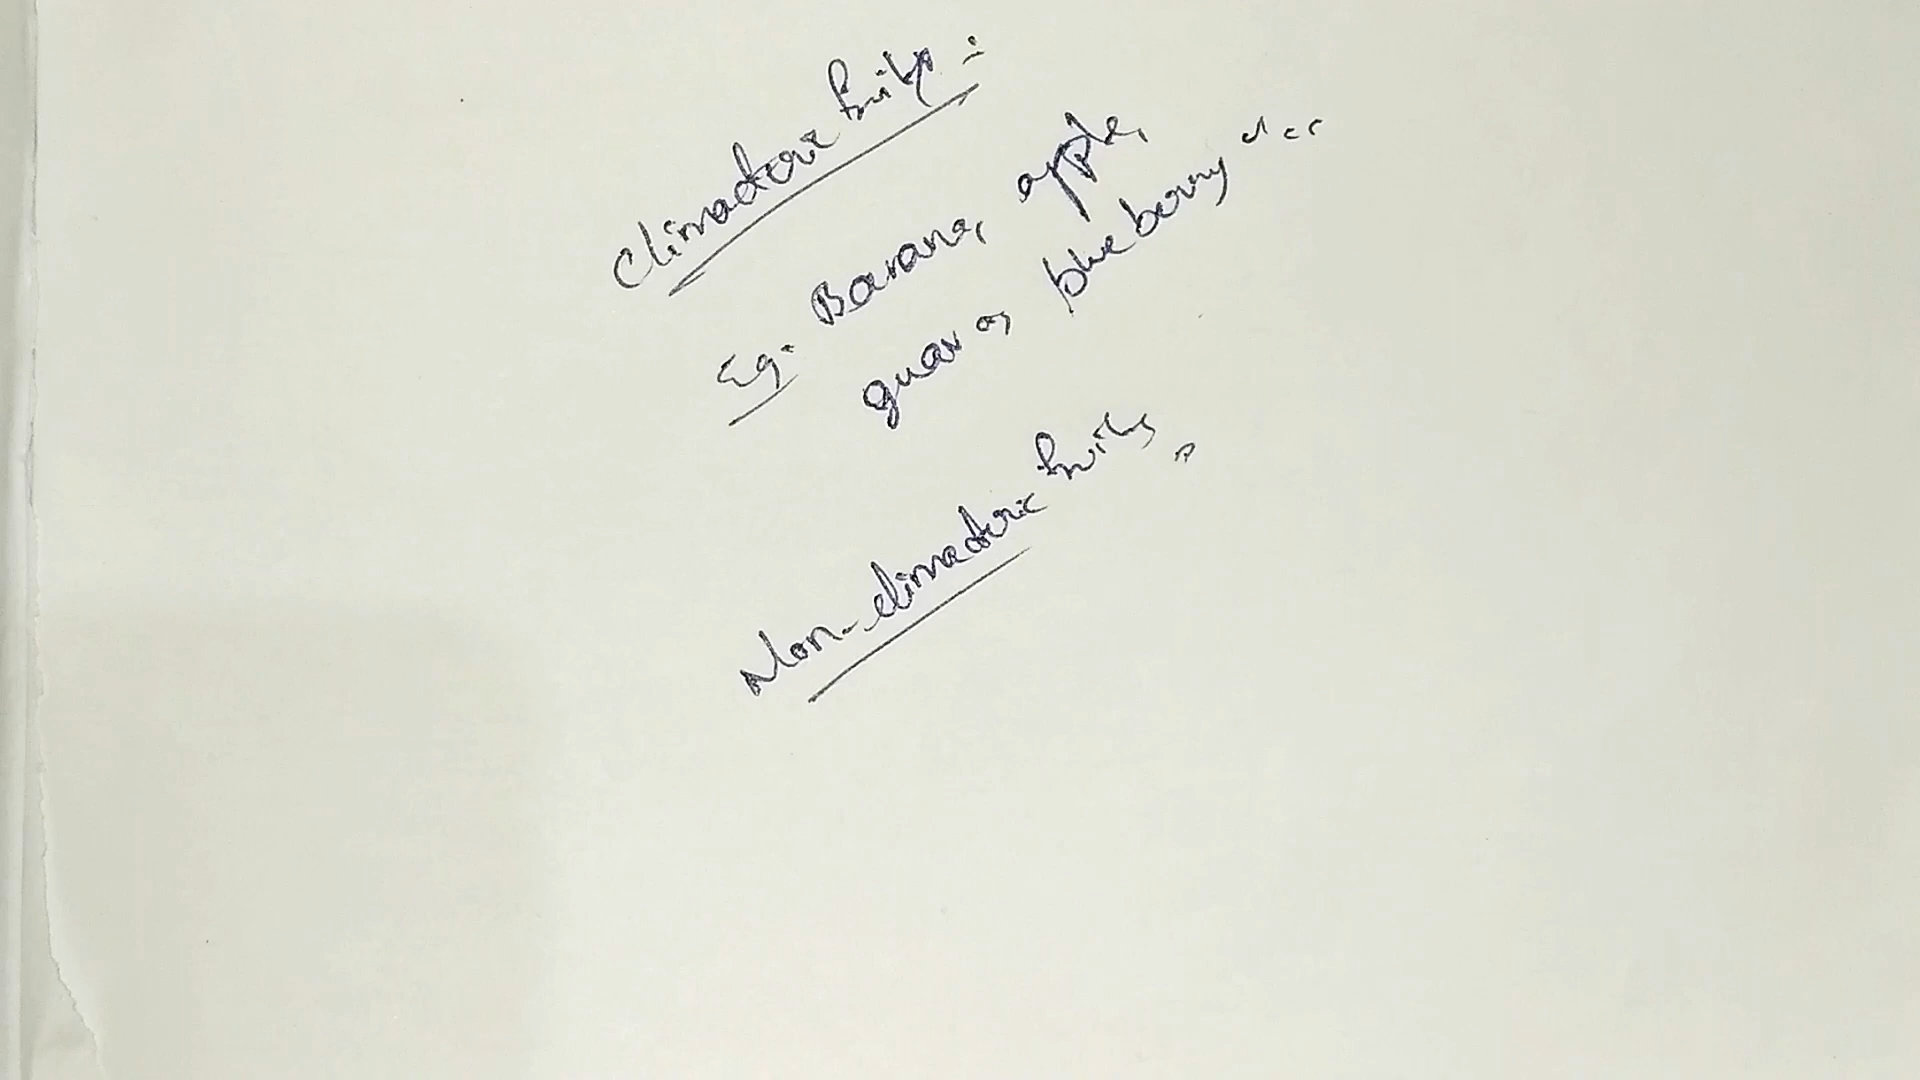 Climacteric fruits :-
Eg. Banana, apple,
guava, blueberry etc
Non-climacteric fruits